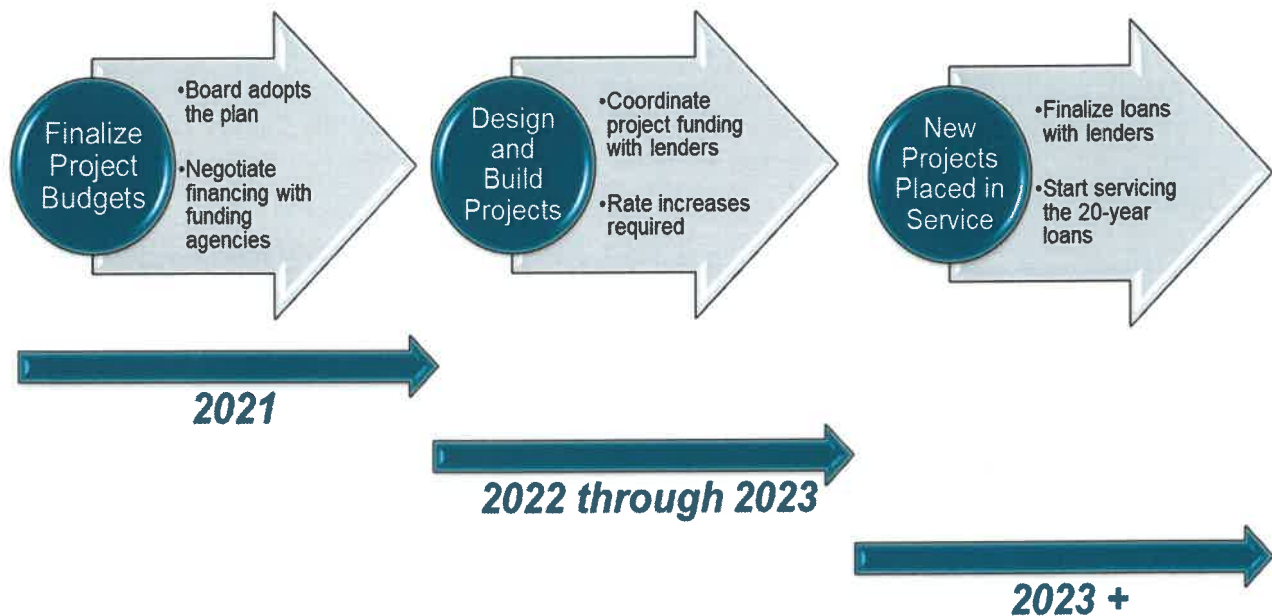 Finalize
Project
Budgets
•Board adopts
the plan
•Negotiate
financing with
funding
agencies
Design
and
Build
Projects
•Coordinate
project funding
with lenders
•Rate increases
required
New
Projects
Placed in
Service
•Finalize loans
with lenders
•Start servicing
the 20-year
loans
2021
2022 through 2023
2023 +